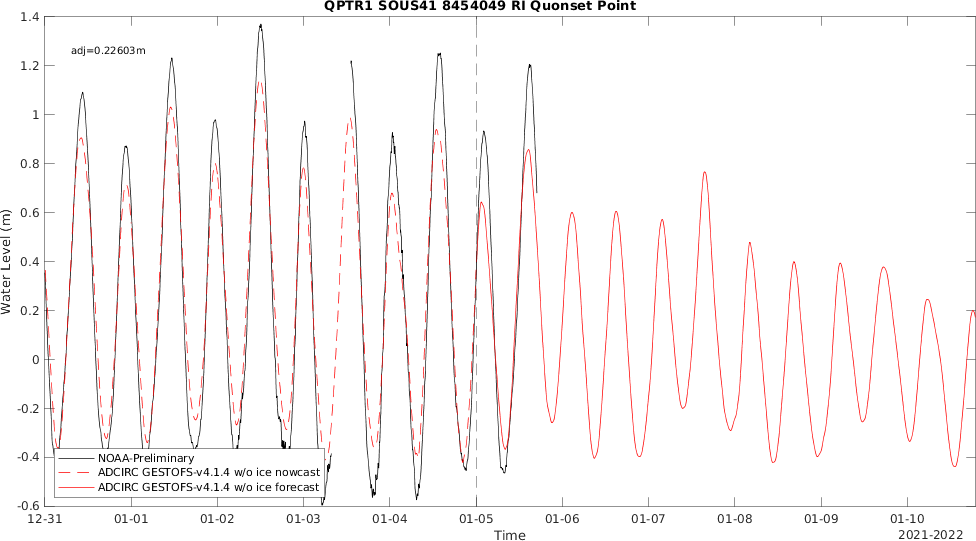 QPTR1 SOUS41 8454049 RI Quonset Point
adj=0.22603m
1.4
1.2
1
0.8
0.6
0.4
0.2
0
-0.2
-0.4
-0.6
Water Level (m)
NOAA-Preliminary
ADCIRC GESTOFS-v4.1.4 w/o ice nowcast
ADCIRC GESTOFS-v4.1.4 w/o ice forecast
12-31 01-01 01-02 01-03 01-04 01-05 01-06 01-07 01-08 01-09 01-10
Time
2021-2022